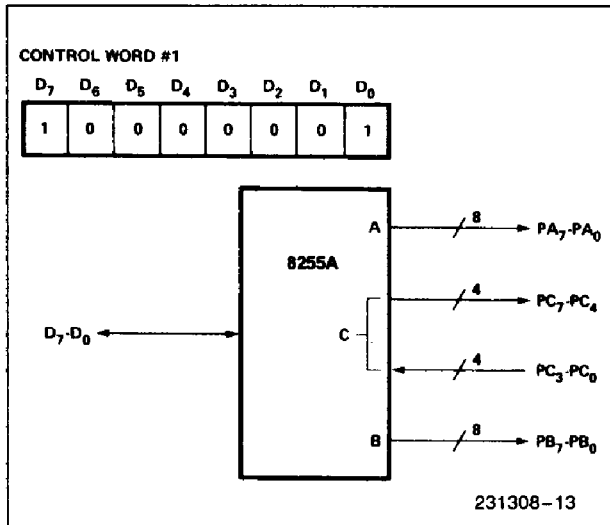 CONTROL WORD #1
D7 D6 D5 D4 D3 D2 D1 D0
1 0 0 0 0 0 0 1
A 8 PA7-PA0
8255A
4 PC7-PC4
D7-D0 C
4 PC3-PC0
B 8 PB7-PB0
231308-13